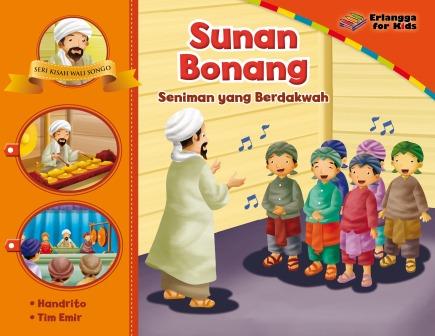 Erlangga
for Kids
Sunan
Bonang
Seniman yang Berdakwah
SERI KISAH WALI SONGO
• Handrito
• Tim Emir